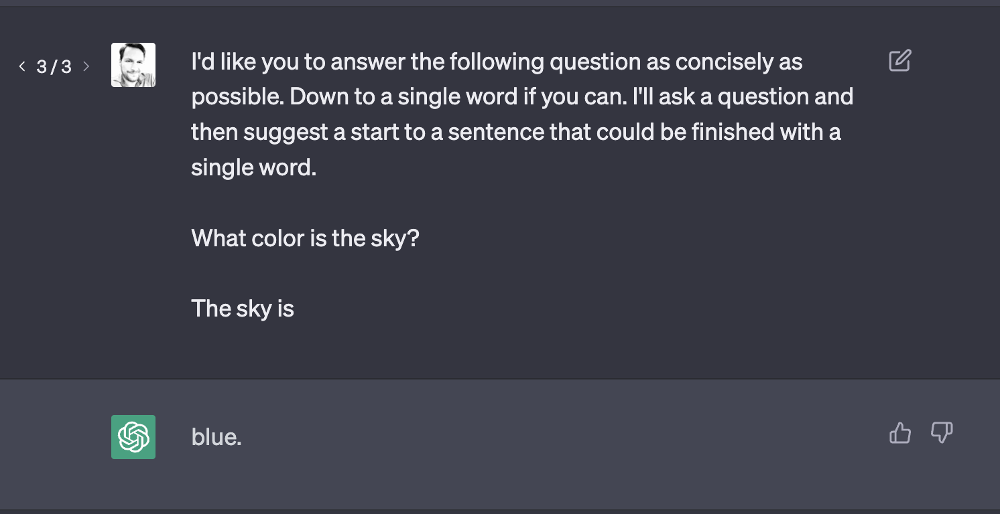 < 3 / 3 >
I'd like you to answer the following question as concisely as
possible. Down to a single word if you can. I'll ask a question and
then suggest a start to a sentence that could be finished with a
single word.
What color is the sky?
The sky is
blue.